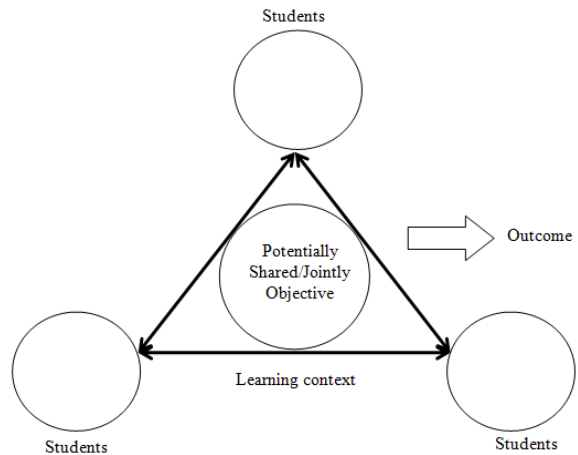 Students
Potentially
Shared/Jointly
Objective
Outcome
Learning context
Students
Students